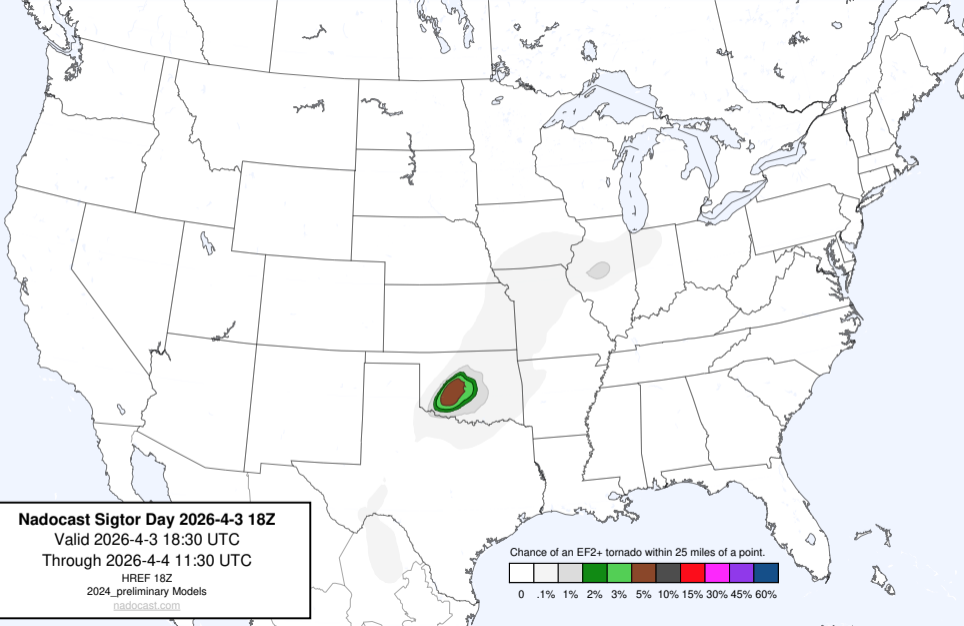 Nadocast Sigtor Day 2026-4-3 18Z
Valid 2026-4-3 18:30 UTC
Through 2026-4-4 11:30 UTC
HREF 18Z
2024_preliminary Models
nadocast.com
Chance of an EF2+ tornado within 25 miles of a point.
0 .1% 1% 2% 3% 5% 10% 15% 30% 45% 60%